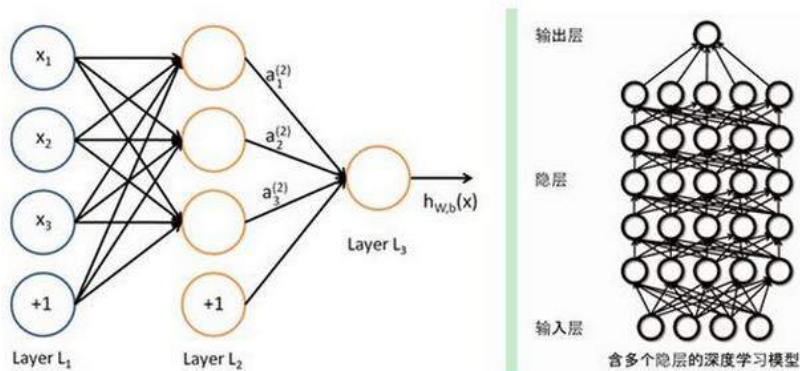 x₁
x₂
x₃
+1
Layer L₁
+1
Layer L₂
a₁⁽²⁾
a₂⁽²⁾
a₃⁽²⁾
Layer L₃
h_W,b(x)
输出层
隐层
输入层
含多个隐层的深度学习模型